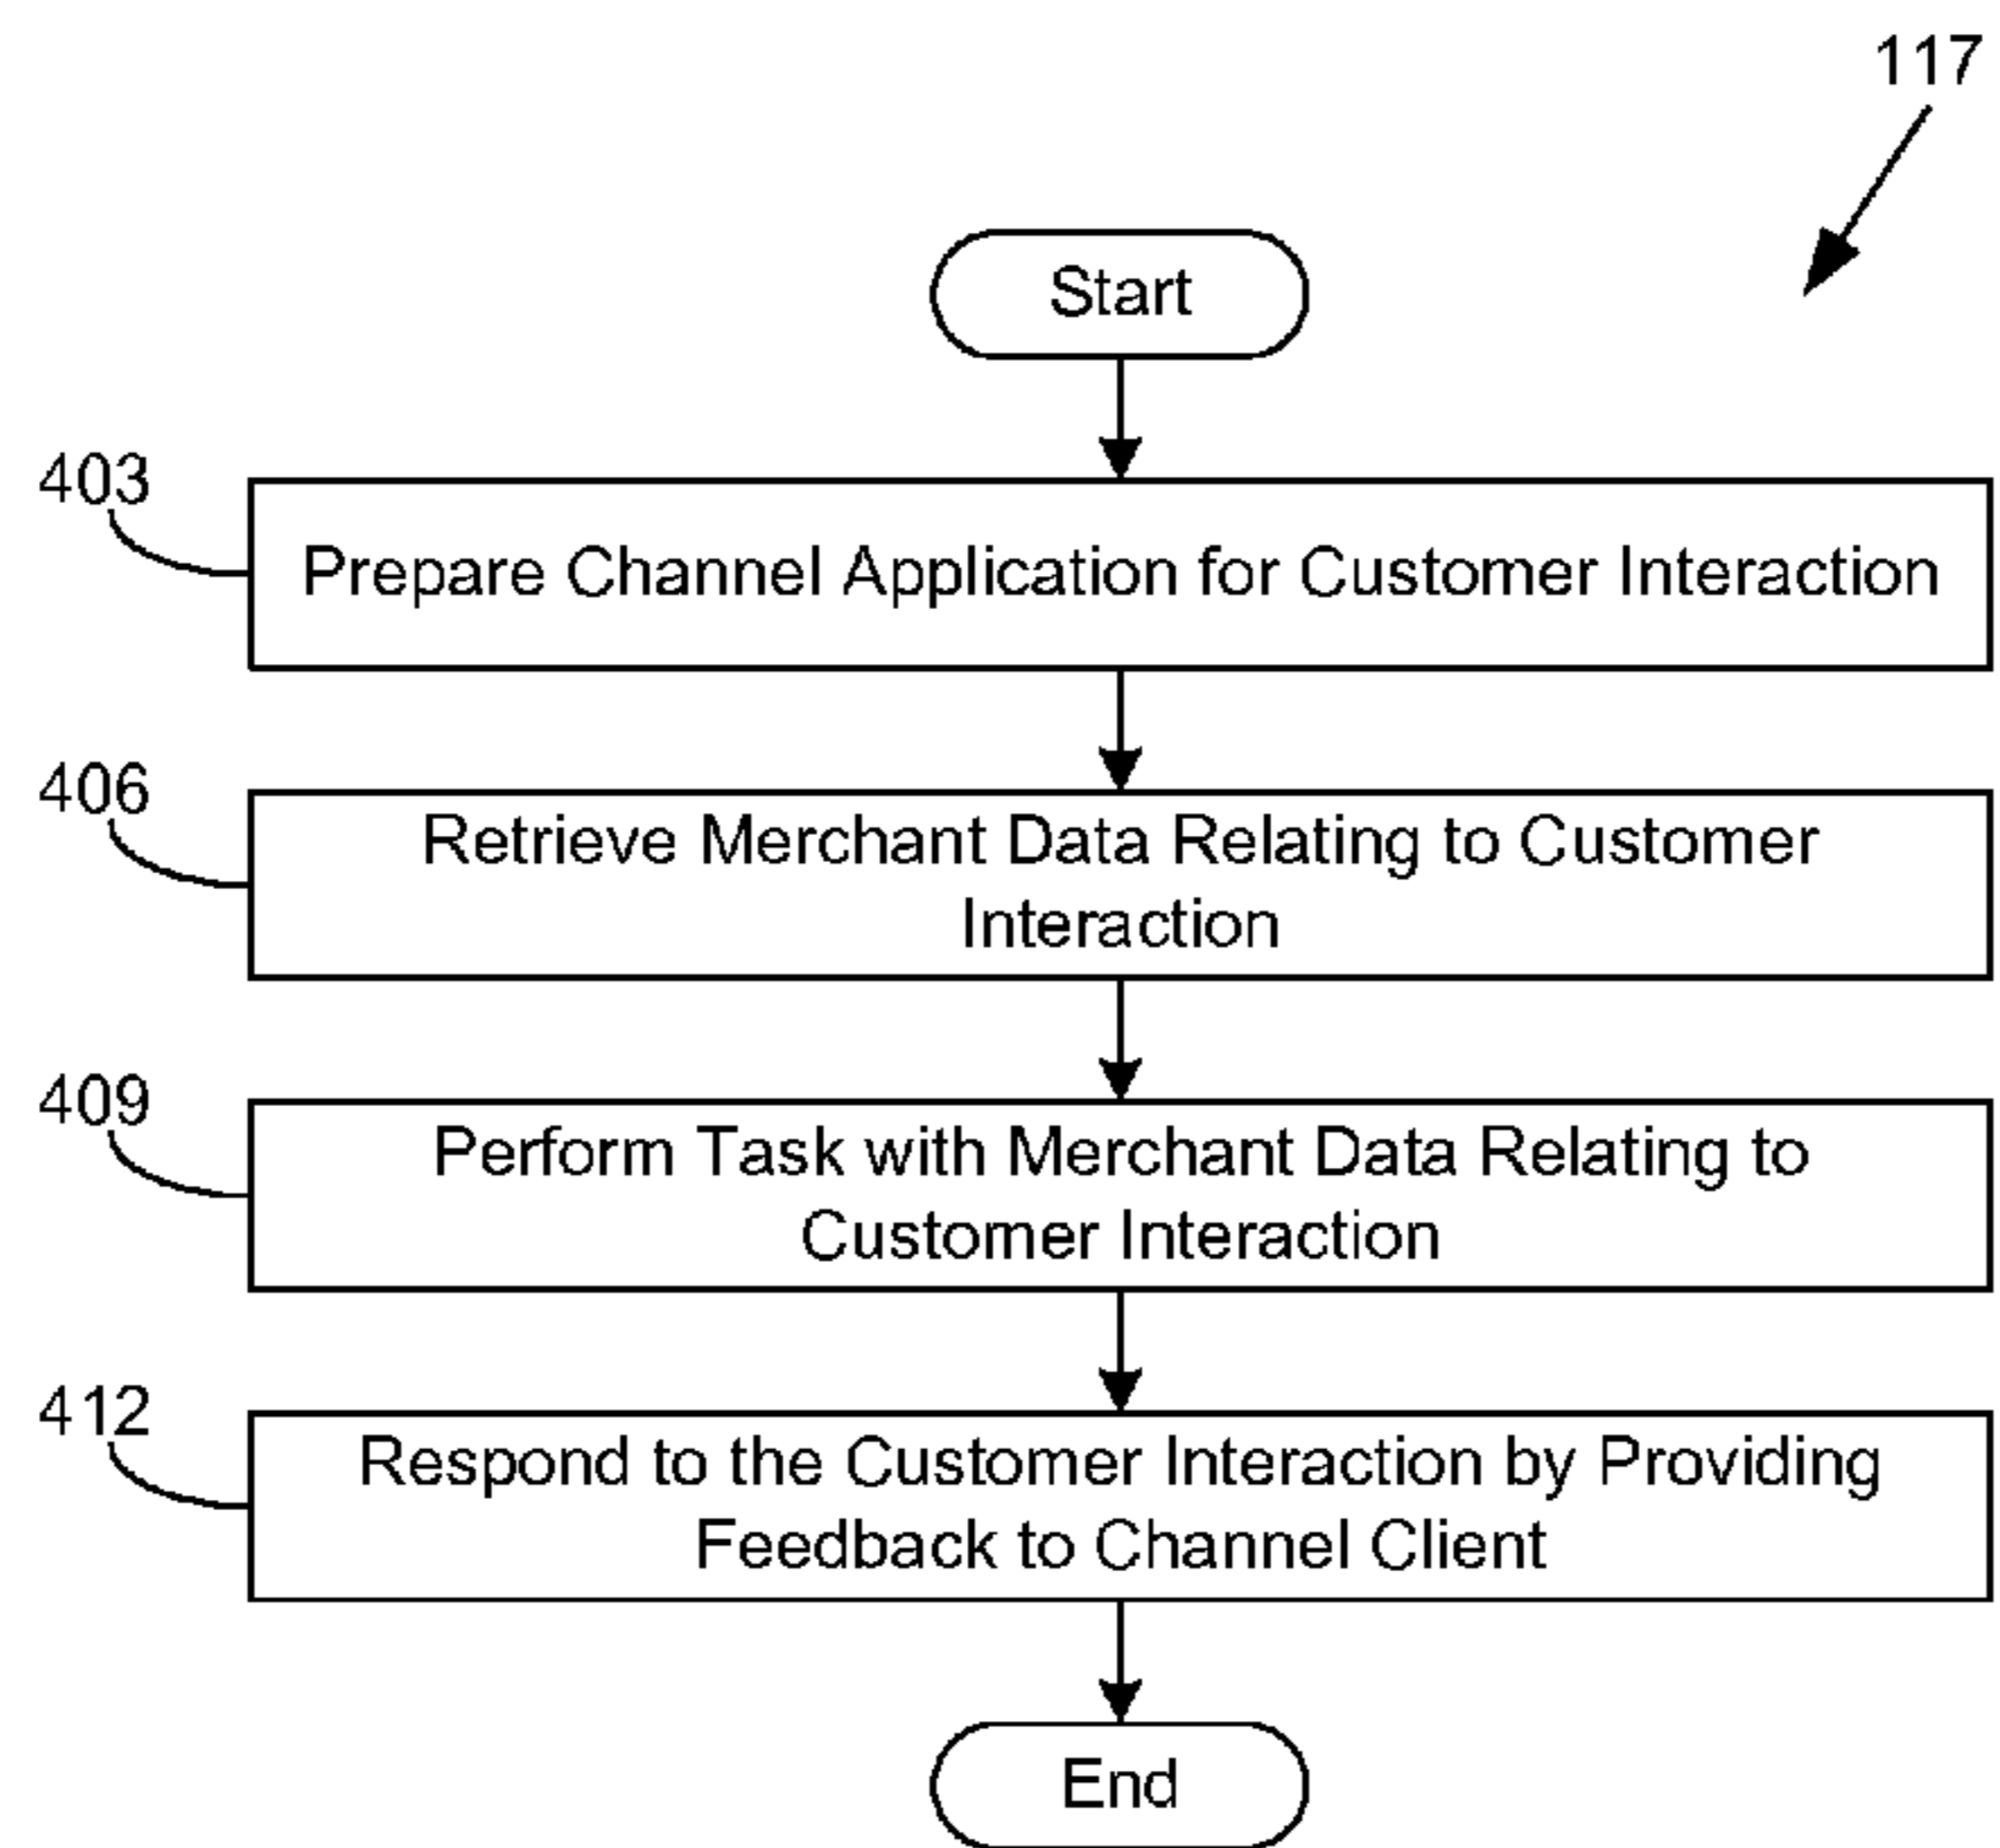 117
Start
403
Prepare Channel Application for Customer Interaction
406
Retrieve Merchant Data Relating to Customer
Interaction
409
Perform Task with Merchant Data Relating to
Customer Interaction
412
Respond to the Customer Interaction by Providing
Feedback to Channel Client
End